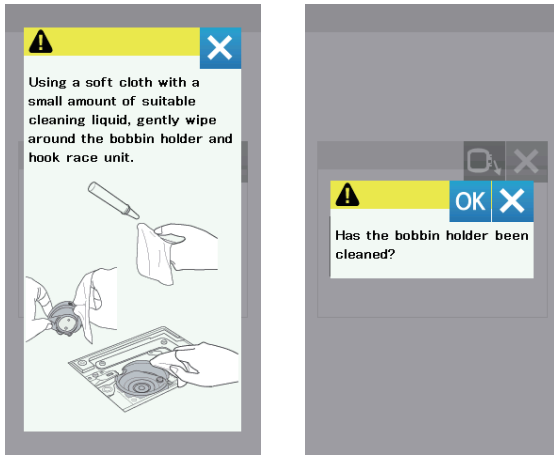 Using a soft cloth with a
small amount of suitable
cleaning liquid, gently wipe
around the bobbin holder and
hook race unit.
OK
Has the bobbin holder been
cleaned?